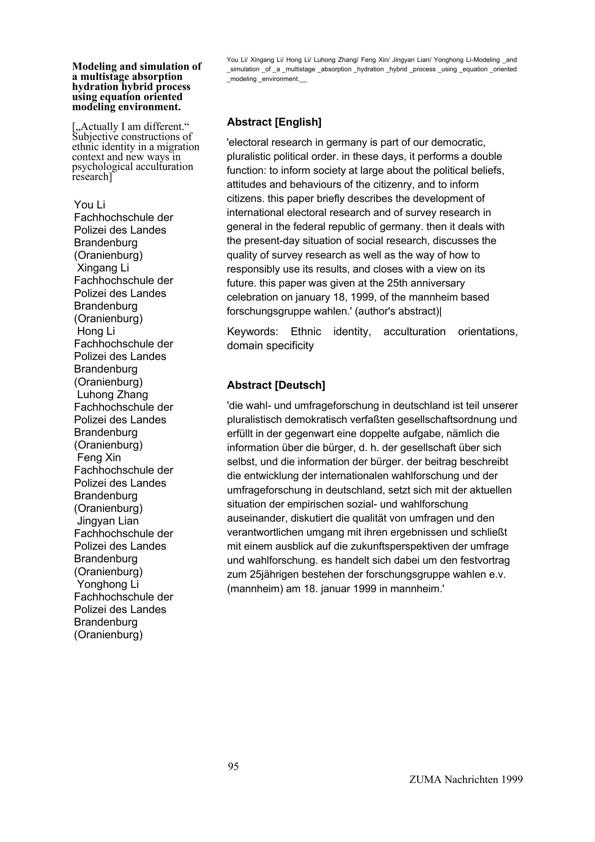 Modeling and simulation of
a multistage absorption
hydration hybrid process
using equation oriented
modeling environment.
[„Actually I am different.“
Subjective constructions of
ethnic identity in a migration
context and new ways in
psychological acculturation
research]
You Li
Fachhochschule der
Polizei des Landes
Brandenburg
(Oranienburg)
Xingang Li
Fachhochschule der
Polizei des Landes
Brandenburg
(Oranienburg)
Hong Li
Fachhochschule der
Polizei des Landes
Brandenburg
(Oranienburg)
Luhong Zhang
Fachhochschule der
Polizei des Landes
Brandenburg
(Oranienburg)
Feng Xin
Fachhochschule der
Polizei des Landes
Brandenburg
(Oranienburg)
Jingyan Lian
Fachhochschule der
Polizei des Landes
Brandenburg
(Oranienburg)
Yonghong Li
Fachhochschule der
Polizei des Landes
Brandenburg
(Oranienburg)
You Li/ Xingang Li/ Hong Li/ Luhong Zhang/ Feng Xin/ Jingyan Lian/ Yonghong Li-Modeling _and
_simulation _of _a _multistage _absorption _hydration _hybrid _process _using _equation _oriented
_modeling _environment.__
Abstract [English]
'electoral research in germany is part of our democratic,
pluralistic political order. in these days, it performs a double
function: to inform society at large about the political beliefs,
attitudes and behaviours of the citizenry, and to inform
citizens. this paper briefly describes the development of
international electoral research and of survey research in
general in the federal republic of germany. then it deals with
the present-day situation of social research, discusses the
quality of survey research as well as the way of how to
responsibly use its results, and closes with a view on its
future. this paper was given at the 25th anniversary
celebration on january 18, 1999, of the mannheim based
forschungsgruppe wahlen.' (author's abstract)|
Keywords: Ethnic identity, acculturation orientations,
domain specificity
Abstract [Deutsch]
'die wahl- und umfrageforschung in deutschland ist teil unserer
pluralistisch demokratisch verfaßten gesellschaftsordnung und
erfüllt in der gegenwart eine doppelte aufgabe, nämlich die
information über die bürger, d. h. der gesellschaft über sich
selbst, und die information der bürger. der beitrag beschreibt
die entwicklung der internationalen wahlforschung und der
umfrageforschung in deutschland, setzt sich mit der aktuellen
situation der empirischen sozial- und wahlforschung
auseinander, diskutiert die qualität von umfragen und den
verantwortlichen umgang mit ihren ergebnissen und schließt
mit einem ausblick auf die zukunftsperspektiven der umfrage
und wahlforschung. es handelt sich dabei um den festvortrag
zum 25jährigen bestehen der forschungsgruppe wahlen e.v.
(mannheim) am 18. januar 1999 in mannheim.'
95
ZUMA Nachrichten 1999